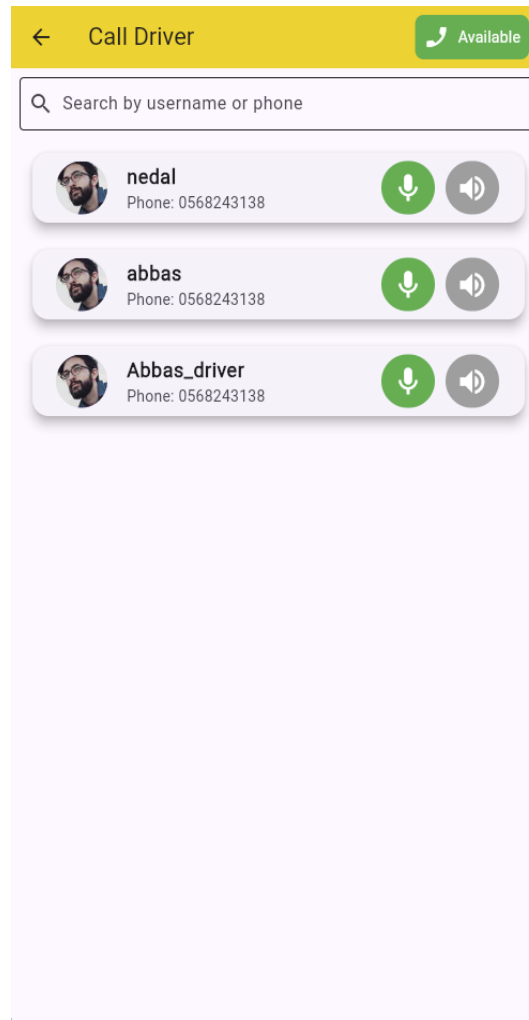 Call Driver
Available
Search by username or phone
nedal
Phone: 0568243138
abbas
Phone: 0568243138
Abbas_driver
Phone: 0568243138